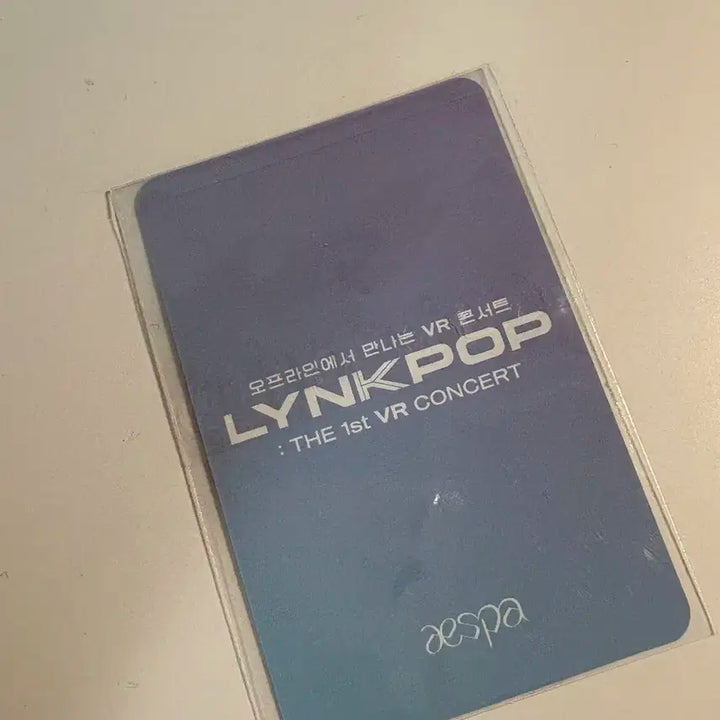 오프라인에서 만나는 VR 콘서트
LYNKPOP
: THE 1st VR CONCERT
aespa